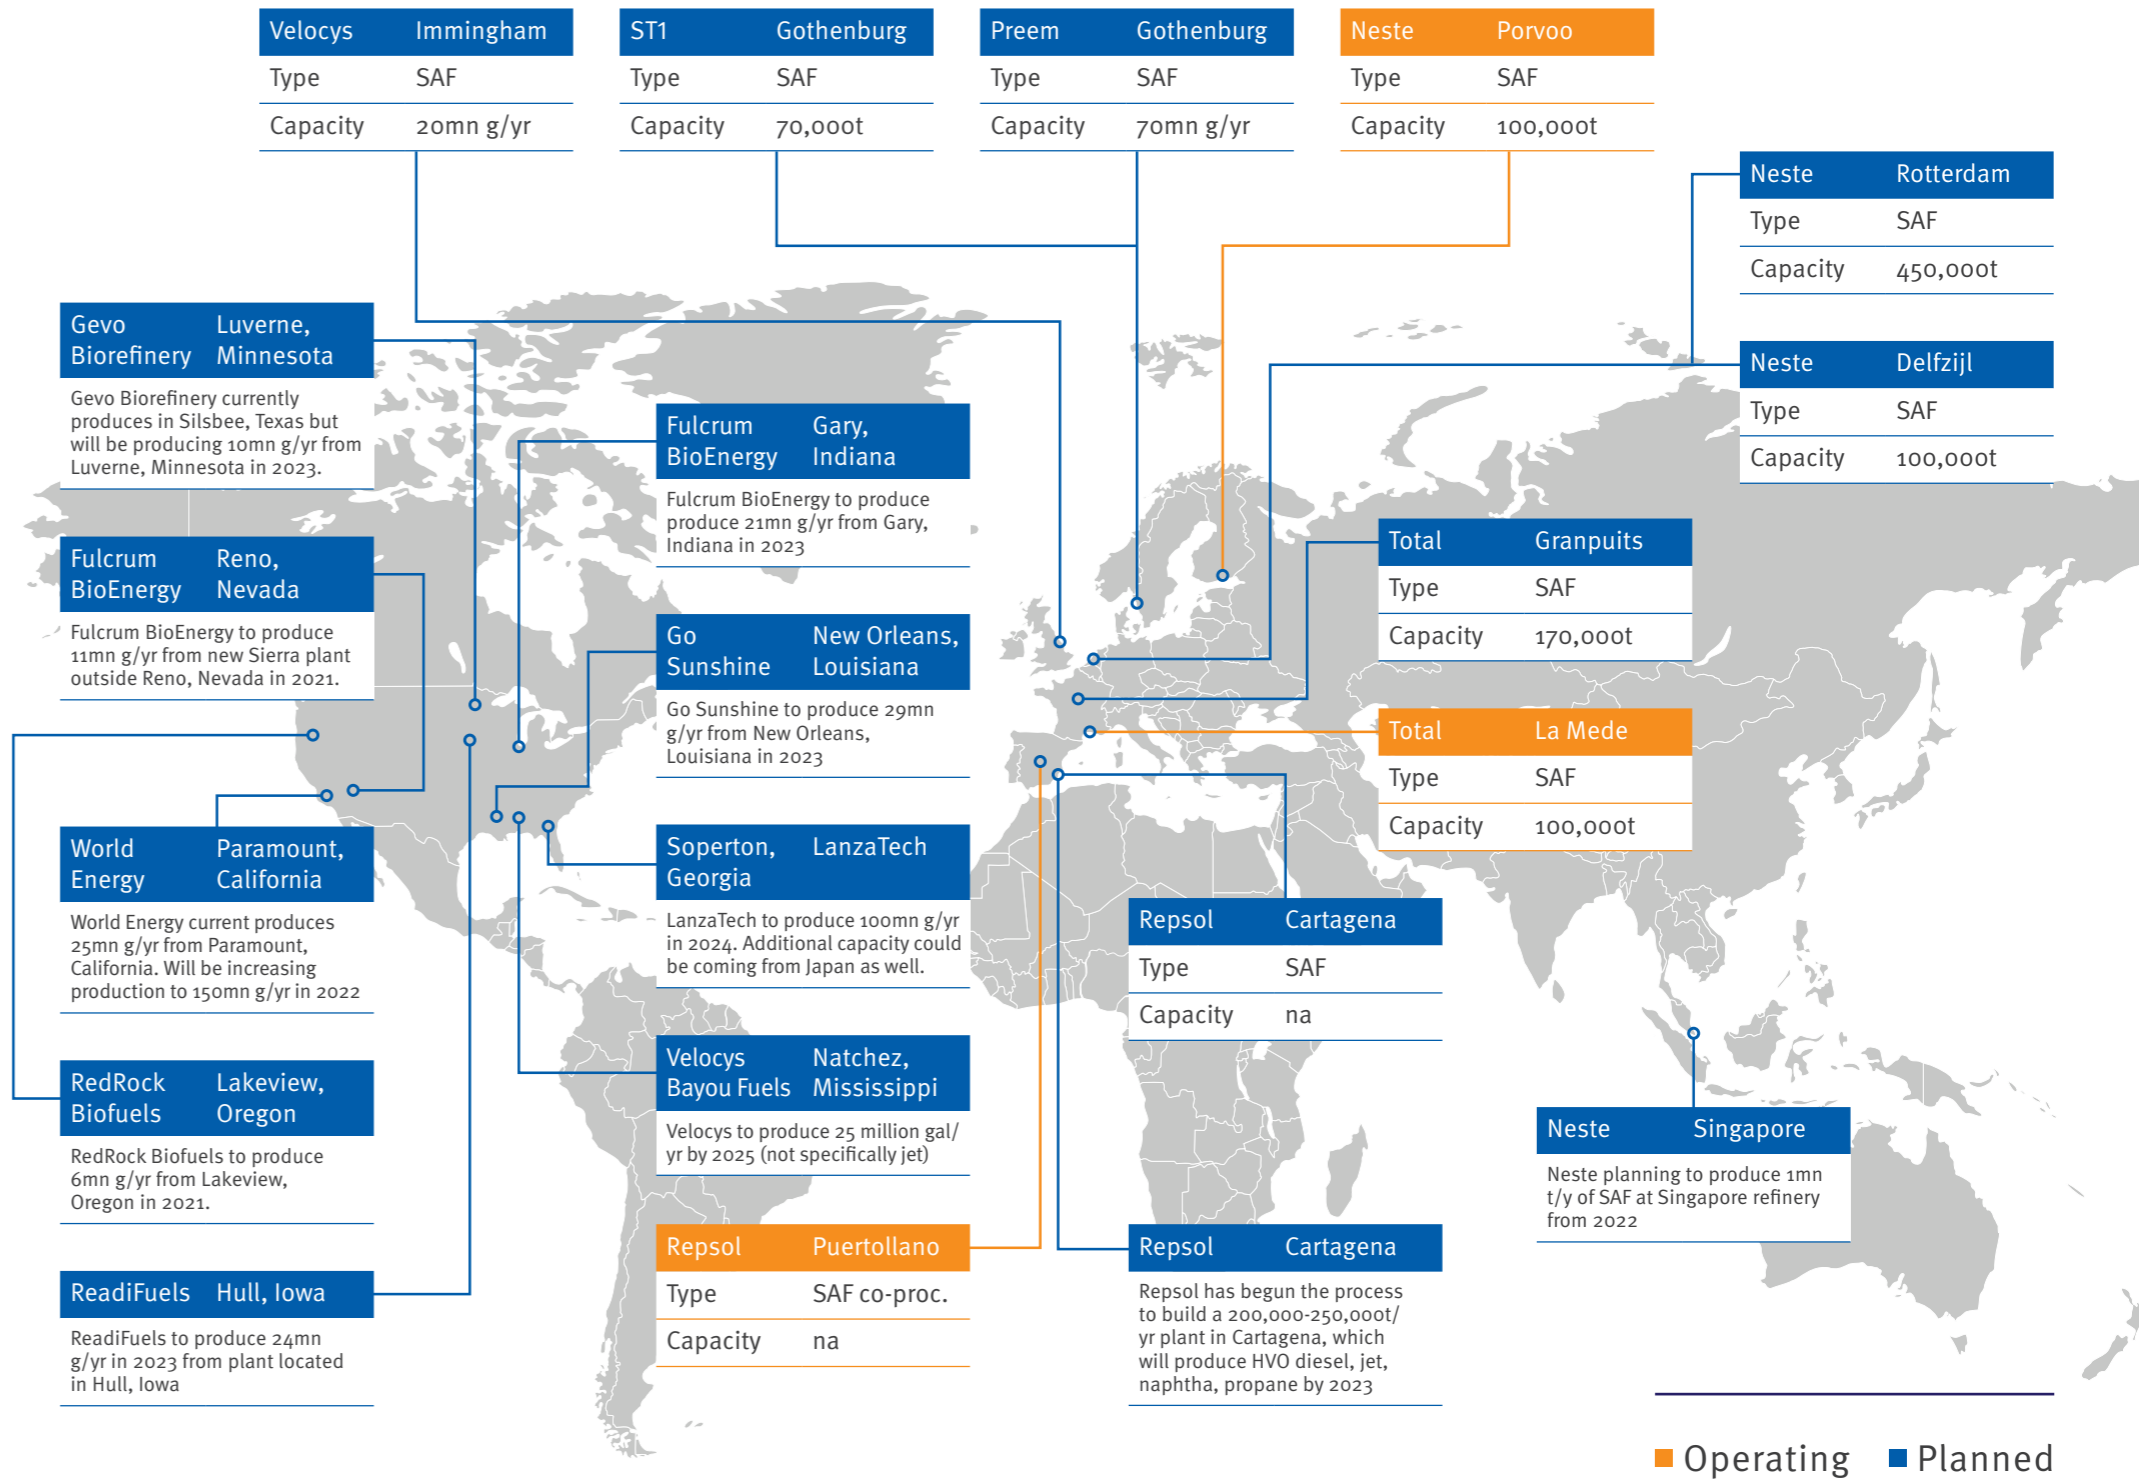 Velocys Immingham
Type SAF
Capacity 20mn g/yr
ST1 Gothenburg
Type SAF
Capacity 70,000t
Preem Gothenburg
Type SAF
Capacity 70mn g/yr
Neste Porvoo
Type SAF
Capacity 100,000t
Neste Rotterdam
Type SAF
Capacity 450,000t
Neste Delfzijl
Type SAF
Capacity 100,000t
Gevo Luverne,
Biorefinery Minnesota
Gevo Biorefinery currently
produces in Silsbee, Texas but
will be producing 10mn g/yr from
Luverne, Minnesota in 2023.
Fulcrum Gary,
BioEnergy Indiana
Fulcrum BioEnergy to produce
produce 21mn g/yr from Gary,
Indiana in 2023
Fulcrum Reno,
BioEnergy Nevada
Fulcrum BioEnergy to produce
11mn g/yr from new Sierra plant
outside Reno, Nevada in 2021.
Total Granpuits
Type SAF
Capacity 170,000t
Go New Orleans,
Sunshine Louisiana
Go Sunshine to produce 29mn
g/yr from New Orleans,
Louisiana in 2023
Total La Mede
Type SAF
Capacity 100,000t
World Paramount,
Energy California
World Energy current produces
25mn g/yr from Paramount,
California. Will be increasing
production to 150mn g/yr in 2022
Soperton, LanzaTech
Georgia
LanzaTech to produce 100mn g/yr
in 2024. Additional capacity could
be coming from Japan as well.
Repsol Cartagena
Type SAF
Capacity na
RedRock Lakeview,
Biofuels Oregon
RedRock Biofuels to produce
6mn g/yr from Lakeview,
Oregon in 2021.
Velocys Natchez,
Bayou Fuels Mississippi
Velocys to produce 25 million gal/
yr by 2025 (not specifically jet)
Neste Singapore
Neste planning to produce 1mn
t/y of SAF at Singapore refinery
from 2022
ReadiFuels Hull, Iowa
ReadiFuels to produce 24mn
g/yr in 2023 from plant located
in Hull, Iowa
Repsol Puertollano
Type SAF co-proc.
Capacity na
Repsol Cartagena
Repsol has begun the process
to build a 200,000-250,000t/
yr plant in Cartagena, which
will produce HVO diesel, jet,
naphtha, propane by 2023
Operating Planned